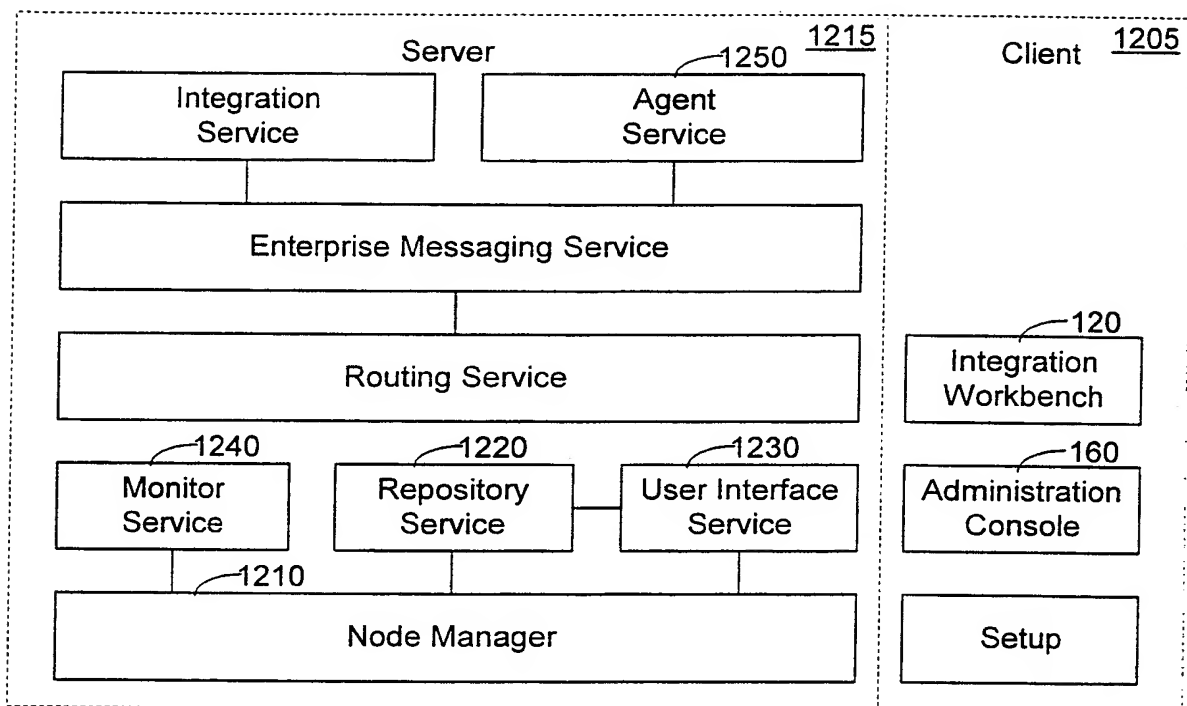 Server
1215
Client
1205
1250
Integration
Service
Agent
Service
Enterprise Messaging Service
Routing Service
120
Integration
Workbench
1240
Monitor
Service
1220
Repository
Service
1230
User Interface
Service
160
Administration
Console
1210
Node Manager
Setup